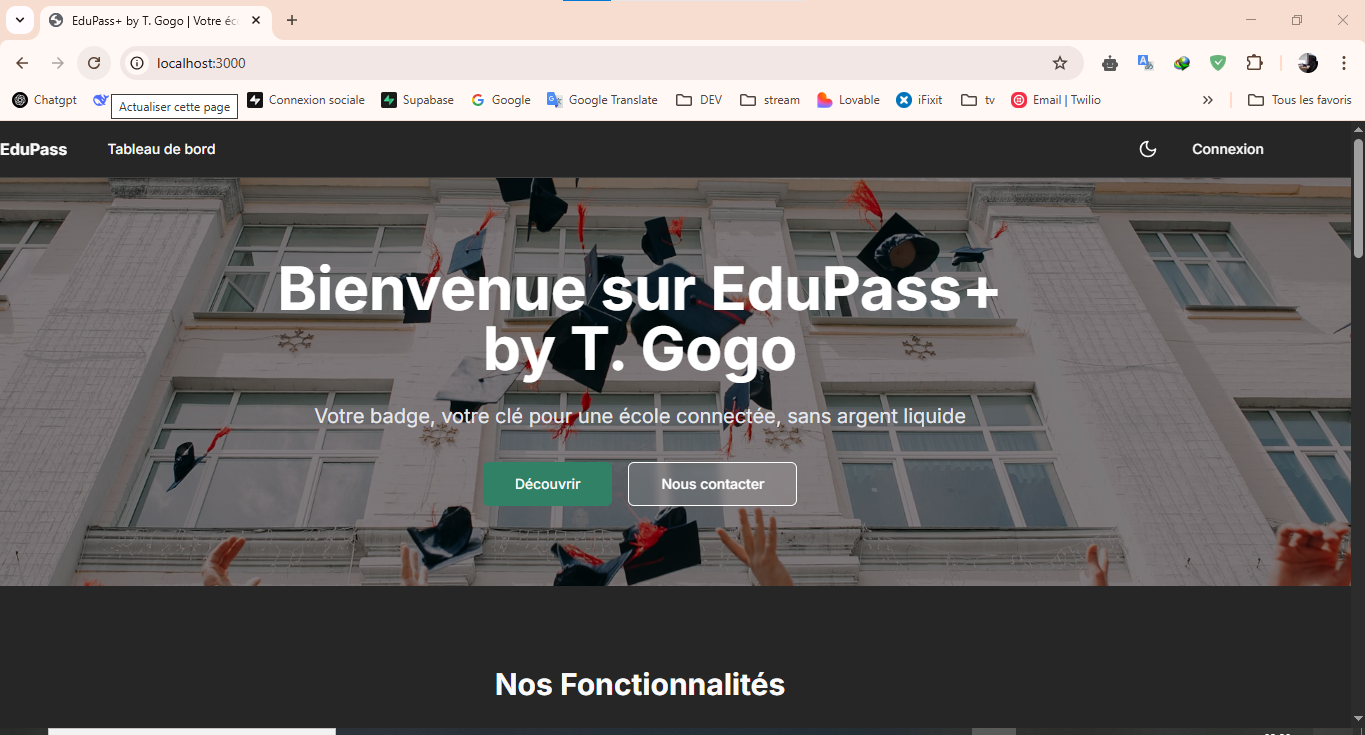 EduPass+ by T. Gogo | Votre éc
localhost:3000
Chatgpt
Actualiser cette page
Connexion sociale
Supabase
Google
Google Translate
DEV
stream
Lovable
iFixit
tv
Email | Twilio
Tous les favoris
EduPass
Tableau de bord
Connexion
Bienvenue sur EduPass+
by T. Gogo
Votre badge, votre clé pour une école connectée, sans argent liquide
Découvrir
Nous contacter
Nos Fonctionnalités